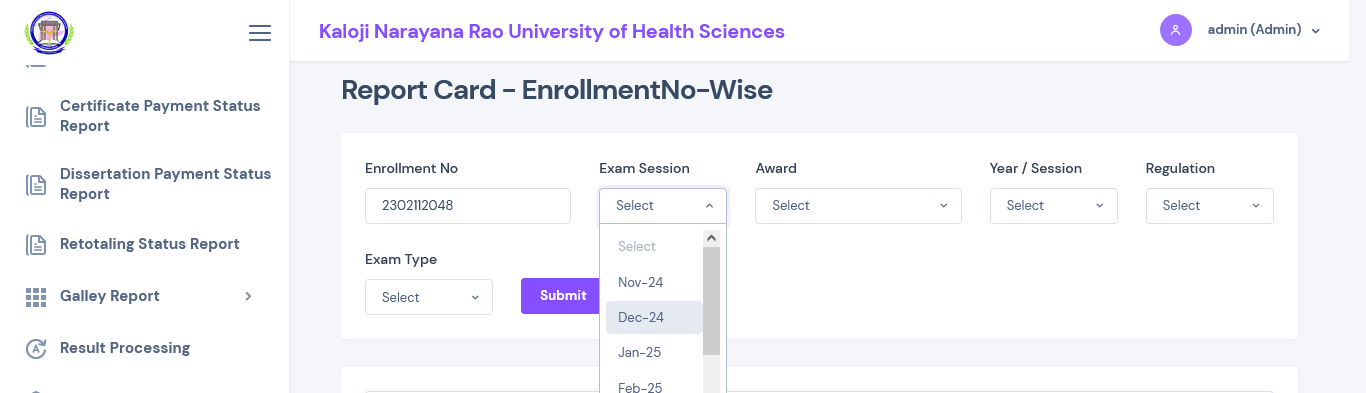 Kaloji Narayana Rao University of Health Sciences
admin (Admin)
Certificate Payment Status
Report
Dissertation Payment Status
Report
Retotaling Status Report
Galley Report
Result Processing
Report Card - EnrollmentNo-Wise
Enrollment No
Exam Session
Award
Year / Session
Regulation
2302112048
Select
Select
Select
Select
Exam Type
Select
Submit
Select
Nov-24
Dec-24
Jan-25
Feb-25